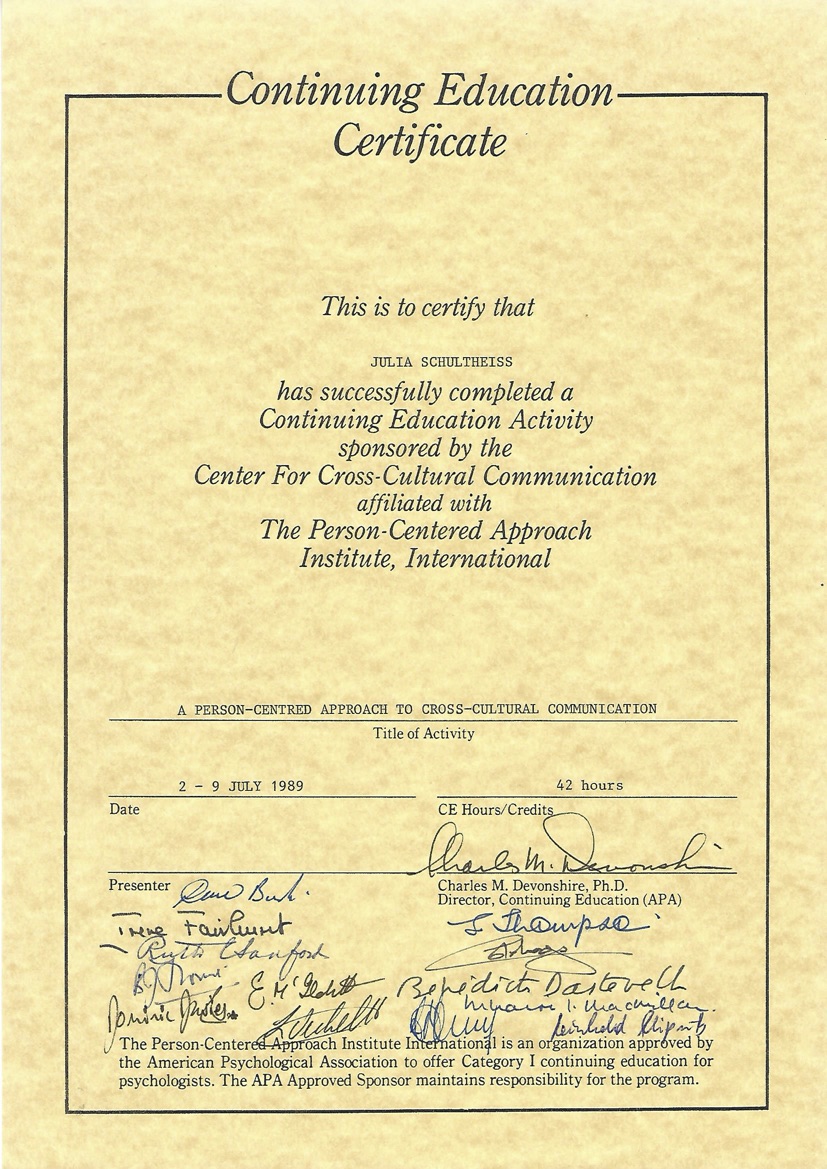 Continuing Education
Certificate
This is to certify that
JULIA SCHULTHEISS
has successfully completed a
Continuing Education Activity
sponsored by the
Center For Cross-Cultural Communication
affiliated with
The Person-Centered Approach
Institute, International
A PERSON-CENTRED APPROACH TO CROSS-CULTURAL COMMUNICATION
Title of Activity
2 - 9 JULY 1989 42 hours
Date CE Hours/Credits
Charles M. Devonshire
Presenter Charles M. Devonshire, Ph.D.
Director, Continuing Education (APA)
Irene Fairhurst
Ruth Sanford
The Person-Centered Approach Institute International is an organization approved by
the American Psychological Association to offer Category I continuing education for
psychologists. The APA Approved Sponsor maintains responsibility for the program.